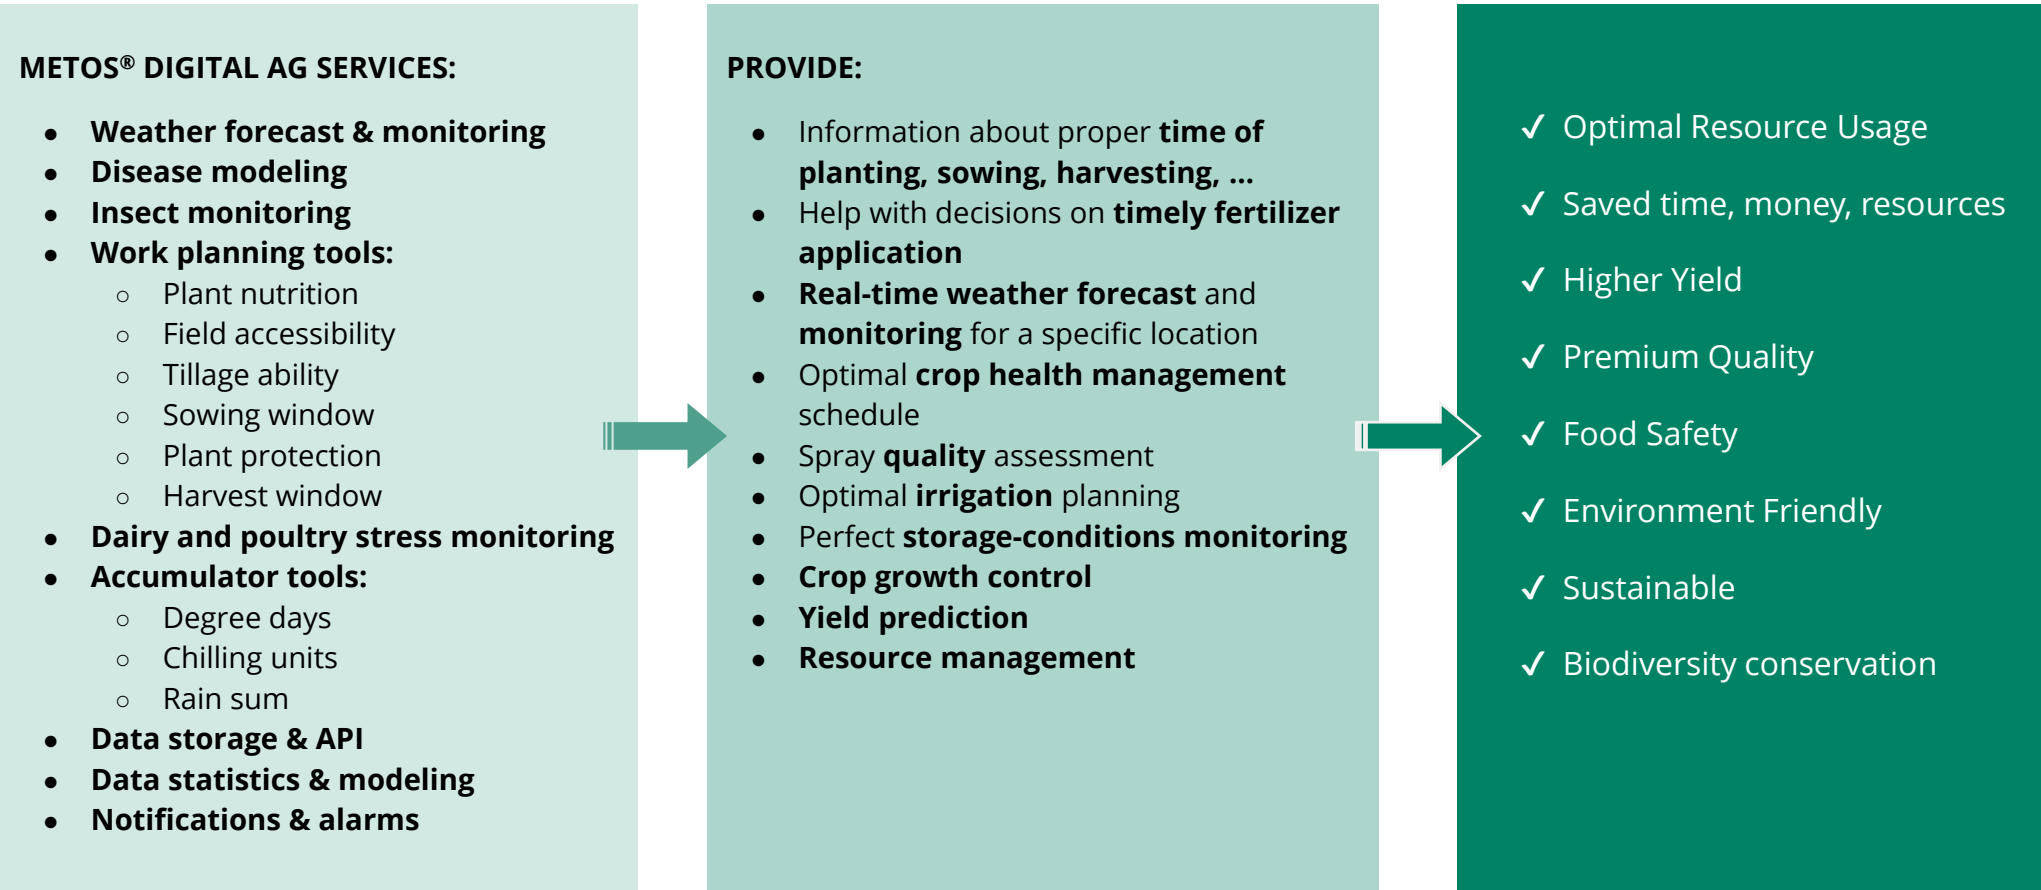 METOS® DIGITAL AG SERVICES:
● Weather forecast & monitoring
● Disease modeling
● Insect monitoring
● Work planning tools:
○ Plant nutrition
○ Field accessibility
○ Tillage ability
○ Sowing window
○ Plant protection
○ Harvest window
● Dairy and poultry stress monitoring
● Accumulator tools:
○ Degree days
○ Chilling units
○ Rain sum
● Data storage & API
● Data statistics & modeling
● Notifications & alarms
PROVIDE:
● Information about proper time of
planting, sowing, harvesting, ...
● Help with decisions on timely fertilizer
application
● Real-time weather forecast and
monitoring for a specific location
● Optimal crop health management
schedule
● Spray quality assessment
● Optimal irrigation planning
● Perfect storage-conditions monitoring
● Crop growth control
● Yield prediction
● Resource management
✓ Optimal Resource Usage
✓ Saved time, money, resources
✓ Higher Yield
✓ Premium Quality
✓ Food Safety
✓ Environment Friendly
✓ Sustainable
✓ Biodiversity conservation